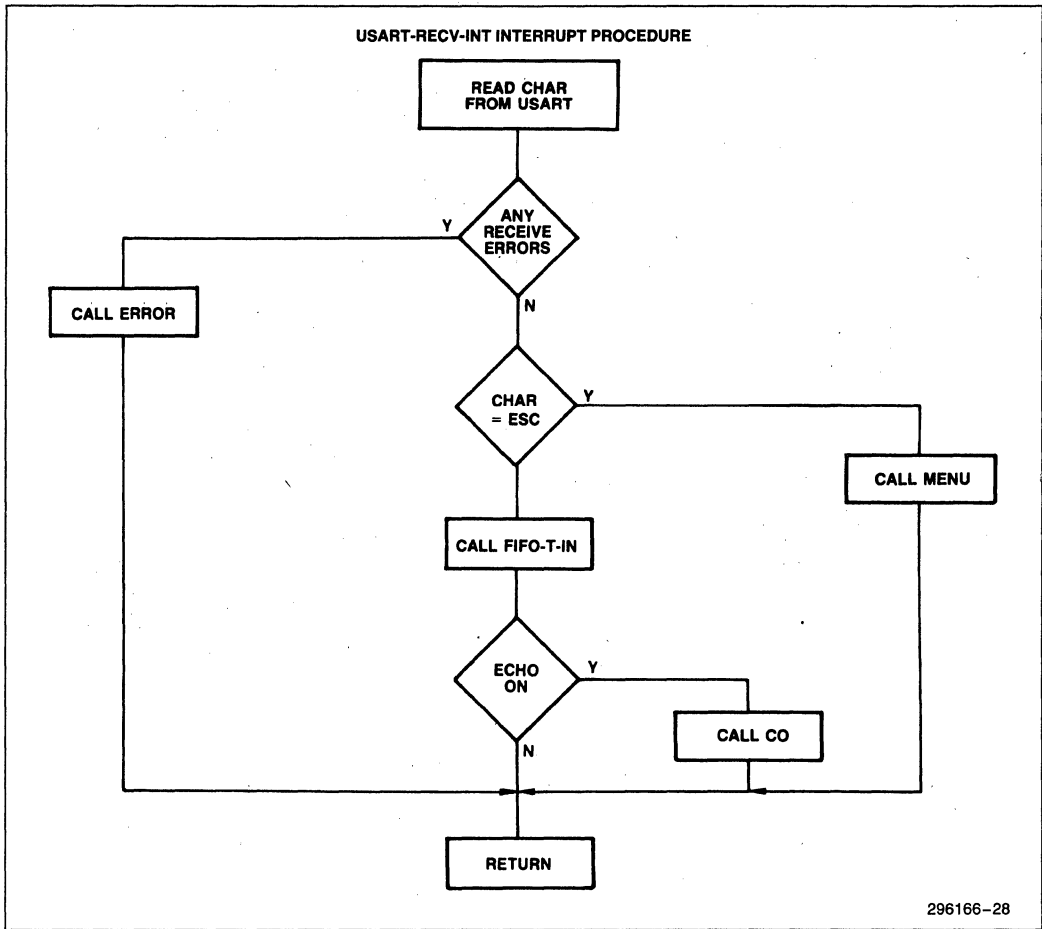 USART-RECV-INT INTERRUPT PROCEDURE
READ CHAR
FROM USART
ANY
RECEIVE
ERRORS
Y
N
CALL ERROR
CHAR
= ESC
Y
CALL MENU
CALL FIFO-T-IN
ECHO
ON
Y
N
CALL CO
RETURN
296166–28